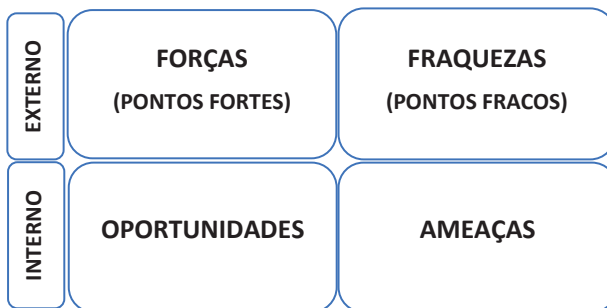 EXTERNO
FORÇAS
(PONTOS FORTES)
FRAQUEZAS
(PONTOS FRACOS)
INTERNO
OPORTUNIDADES
AMEAÇAS